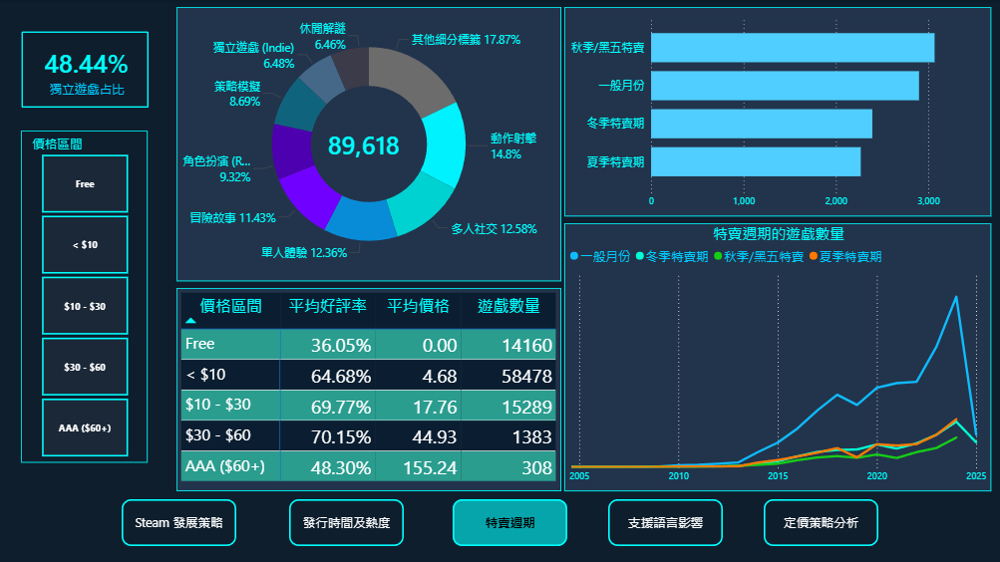 48.44%
獨立遊戲占比
價格區間
Free
< $10
$10 - $30
$30 - $60
AAA ($60+)
休閒解謎
6.46%
其他細分標籤 17.87%
獨立遊戲 (Indie)
6.48%
策略模擬
8.69%
動作射擊
14.8%
89,618
角色扮演 (R...
9.32%
冒險故事 11.43%
多人社交 12.58%
單人體驗 12.36%
秋季/黑五特賣
一般月份
冬季特賣期
夏季特賣期
0 1,000 2,000 3,000
價格區間 平均好評率 平均價格 遊戲數量
Free 36.05% 0.00 14160
< $10 64.68% 4.68 58478
$10 - $30 69.77% 17.76 15289
$30 - $60 70.15% 44.93 1383
AAA ($60+) 48.30% 155.24 308
特賣週期的遊戲數量
一般月份 冬季特賣期 秋季/黑五特賣 夏季特賣期
2005 2010 2015 2020 2025
Steam 發展策略
發行時間及熱度
特賣週期
支援語言影響
定價策略分析